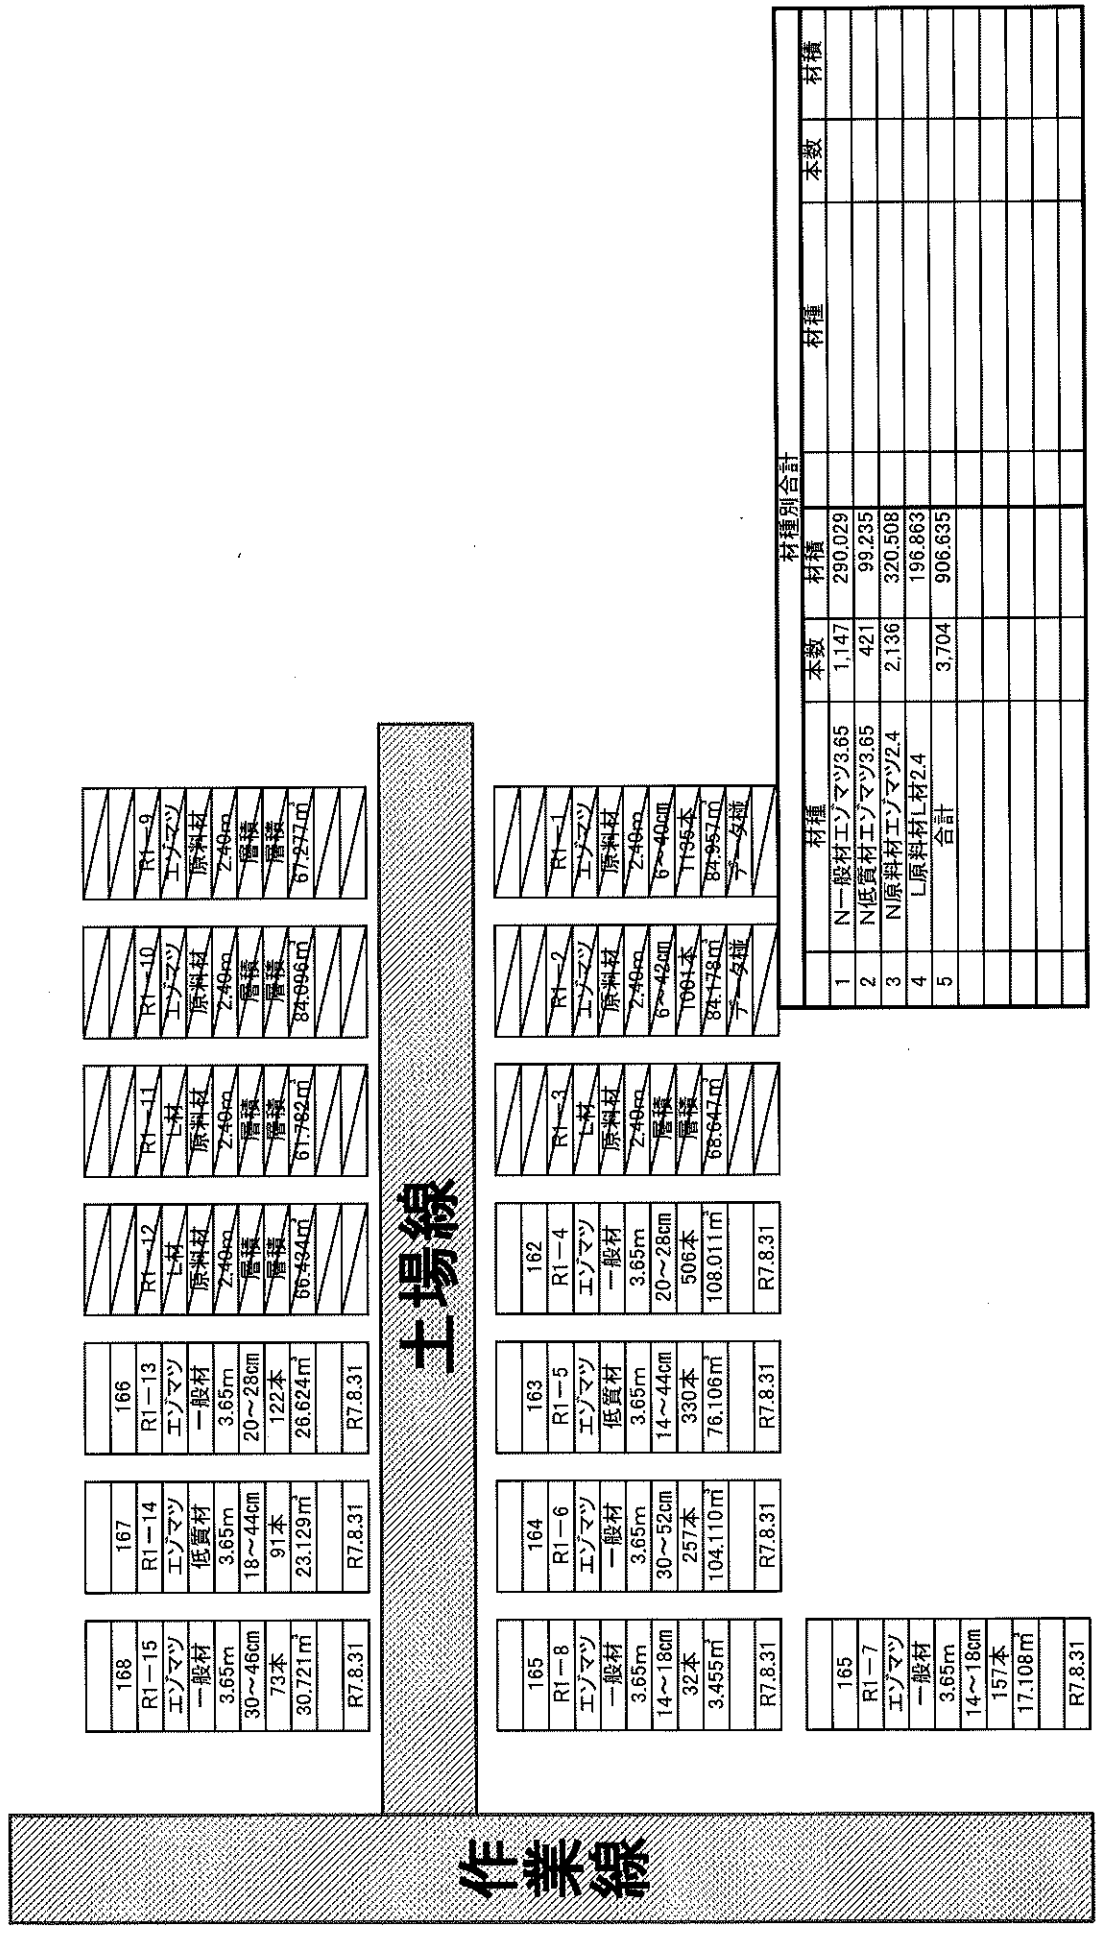 168
R1-15
エゾマツ
一般材
3.65m
30～46cm
73本
30.721㎥
R7.8.31
167
R1-14
エゾマツ
低質材
3.65m
18～44cm
91本
23.129㎥
R7.8.31
166
R1-13
エゾマツ
一般材
3.65m
20～28cm
122本
26.624㎥
R7.8.31
R1-12
L材
原料材
2.40m
層積
層積
66.434㎥
R1-11
L材
原料材
2.40m
層積
層積
61.782㎥
R1-10
エゾマツ
原料材
2.40m
層積
層積
84.096㎥
R1-9
エゾマツ
原料材
2.40m
層積
層積
67.277㎥
作業線
土場線
165
R1-8
エゾマツ
一般材
3.65m
14～18cm
32本
3.455㎥
R7.8.31
164
R1-6
エゾマツ
一般材
3.65m
30～52cm
257本
104.110㎥
R7.8.31
163
R1-5
エゾマツ
低質材
3.65m
14～44cm
330本
76.106㎥
R7.8.31
162
R1-4
エゾマツ
一般材
3.65m
20～28cm
506本
108.011㎥
R7.8.31
R1-3
L材
原料材
2.40m
層積
層積
68.647㎥
R1-2
エゾマツ
原料材
2.40m
6～42cm
1001本
84.178㎥
データ椪
R1-1
エゾマツ
原料材
2.40m
6～40cm
1135本
84.957㎥
データ椪
165
R1-7
エゾマツ
一般材
3.65m
14～18cm
157本
17.108㎥
R7.8.31
材種別合計
材種 本数 材積 材種 本数 材積
1 N一般材エゾマツ3.65 1,147 290.029
2 N低質材エゾマツ3.65 421 99.235
3 N原料材エゾマツ2.4 2,136 320.508
4 L原料材L材2.4 196.863
5 合計 3,704 906.635